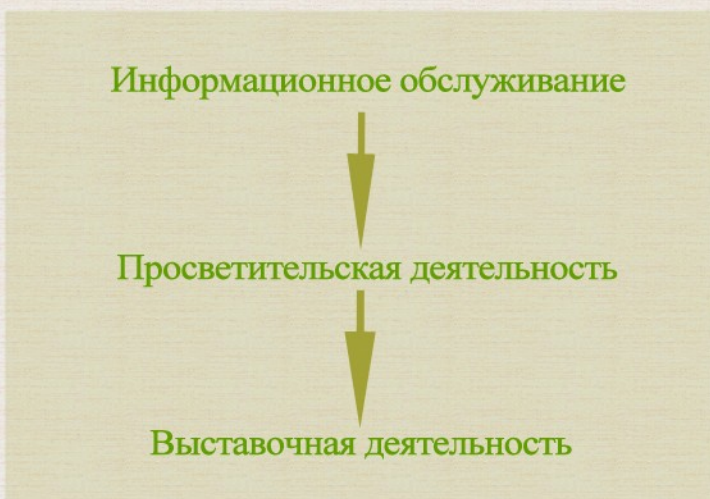 Информационное обслуживание
Просветительская деятельность
Выставочная деятельность